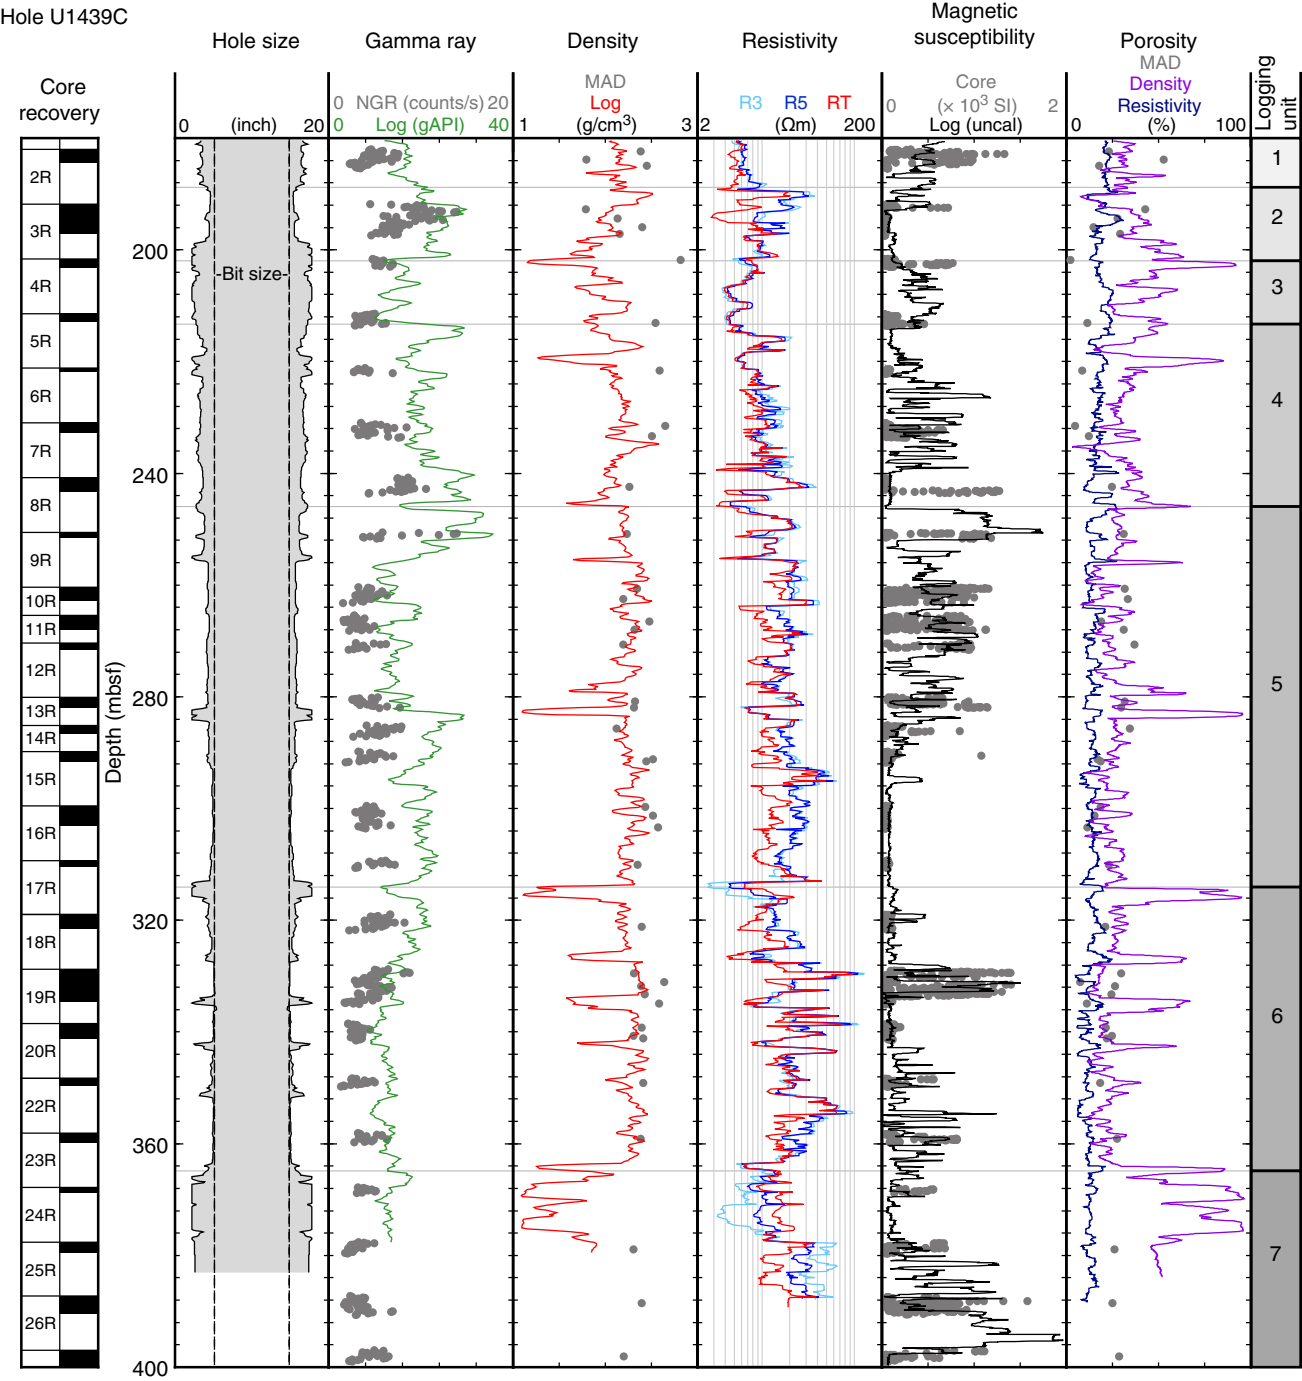 Hole U1439C
Core
recovery
Hole size
0 (inch) 20
Gamma ray
0 NGR (counts/s) 20
0 Log (gAPI) 40
Density
MAD
Log
1 (g/cm³) 3
Resistivity
R3 R5 RT
2 (Ωm) 200
Magnetic
susceptibility
Core
0 (× 10³ SI) 2
Log (uncal)
Porosity
MAD
Density
Resistivity
0 (%) 100
Logging
unit
Depth (mbsf)
200
240
280
320
360
400
-Bit size-
2R
3R
4R
5R
6R
7R
8R
9R
10R
11R
12R
13R
14R
15R
16R
17R
18R
19R
20R
22R
23R
24R
25R
26R
1
2
3
4
5
6
7